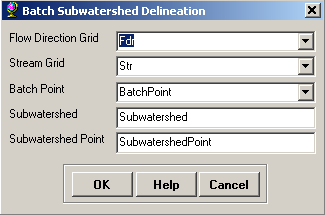 Batch Subwatershed Delineation
Flow Direction Grid Fdr
Stream Grid Str
Batch Point BatchPoint
Subwatershed Subwatershed
Subwatershed Point SubwatershedPoint
OK Help Cancel